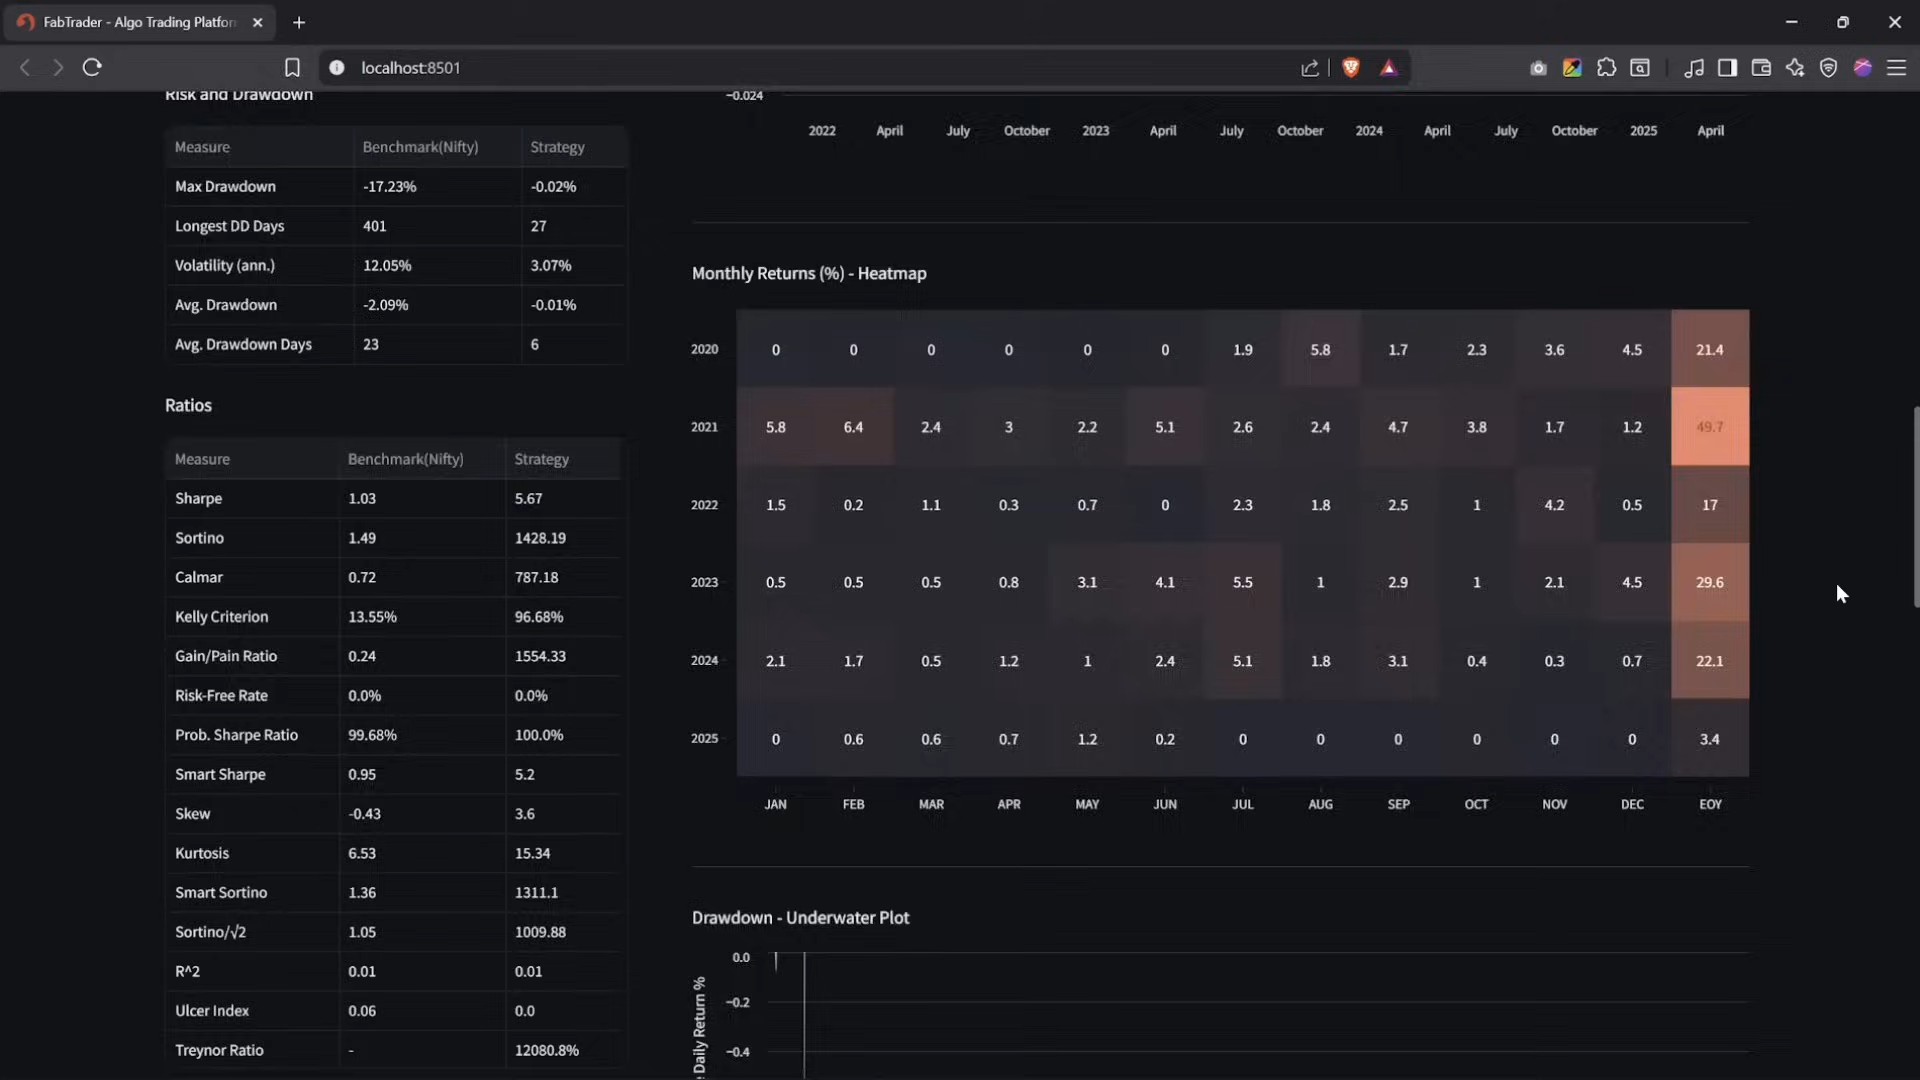 FabTrader - Algo Trading Platfor
localhost:8501
Risk and Drawdown
Measure Benchmark(Nifty) Strategy
Max Drawdown -17.23% -0.02%
Longest DD Days 401 27
Volatility (ann.) 12.05% 3.07%
Avg. Drawdown -2.09% -0.01%
Avg. Drawdown Days 23 6
Ratios
Measure Benchmark(Nifty) Strategy
Sharpe 1.03 5.67
Sortino 1.49 1428.19
Calmar 0.72 787.18
Kelly Criterion 13.55% 96.68%
Gain/Pain Ratio 0.24 1554.33
Risk-Free Rate 0.0% 0.0%
Prob. Sharpe Ratio 99.68% 100.0%
Smart Sharpe 0.95 5.2
Skew -0.43 3.6
Kurtosis 6.53 15.34
Smart Sortino 1.36 1311.1
Sortino/√2 1.05 1009.88
R^2 0.01 0.01
Ulcer Index 0.06 0.0
Treynor Ratio - 12080.8%
−0.024
2022 April July October 2023 April July October 2024 April July October 2025 April
Monthly Returns (%) - Heatmap
2020 0 0 0 0 0 0 1.9 5.8 1.7 2.3 3.6 4.5 21.4
2021 5.8 6.4 2.4 3 2.2 5.1 2.6 2.4 4.7 3.8 1.7 1.2 49.7
2022 1.5 0.2 1.1 0.3 0.7 0 2.3 1.8 2.5 1 4.2 0.5 17
2023 0.5 0.5 0.5 0.8 3.1 4.1 5.5 1 2.9 1 2.1 4.5 29.6
2024 2.1 1.7 0.5 1.2 1 2.4 5.1 1.8 3.1 0.4 0.3 0.7 22.1
2025 0 0.6 0.6 0.7 1.2 0.2 0 0 0 0 0 0 3.4
JAN FEB MAR APR MAY JUN JUL AUG SEP OCT NOV DEC EOY
Drawdown - Underwater Plot
0.0
−0.2
−0.4
Daily Return %